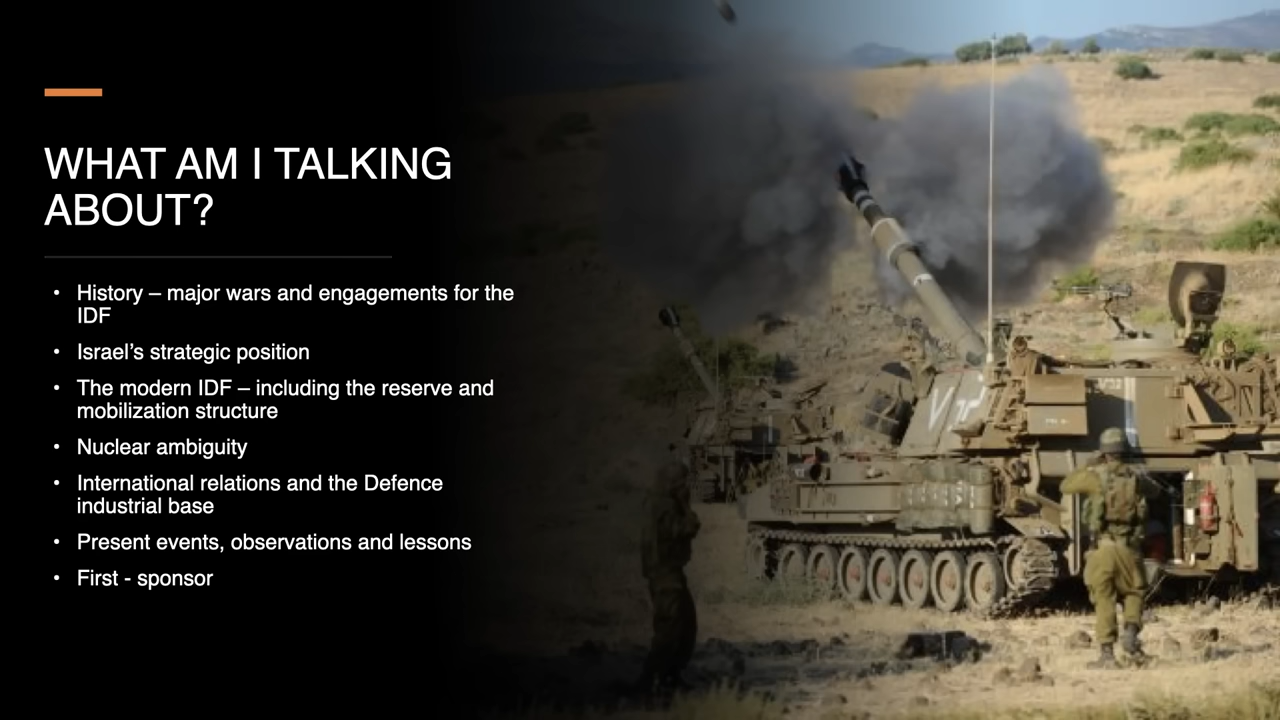 WHAT AM I TALKING
ABOUT?
• History – major wars and engagements for the
IDF
• Israel’s strategic position
• The modern IDF – including the reserve and
mobilization structure
• Nuclear ambiguity
• International relations and the Defence
industrial base
• Present events, observations and lessons
• First - sponsor